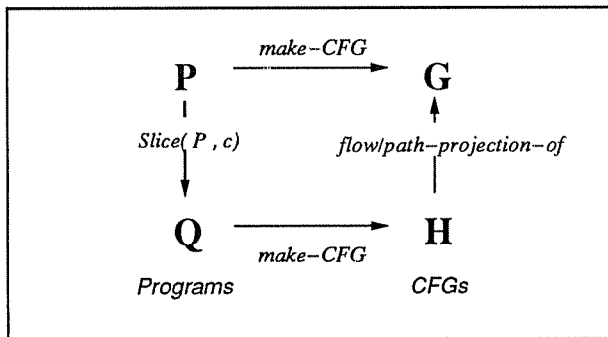 make-CFG
P G
Slice( P , c) flow/path-projection-of
Q H
make-CFG
Programs CFGs